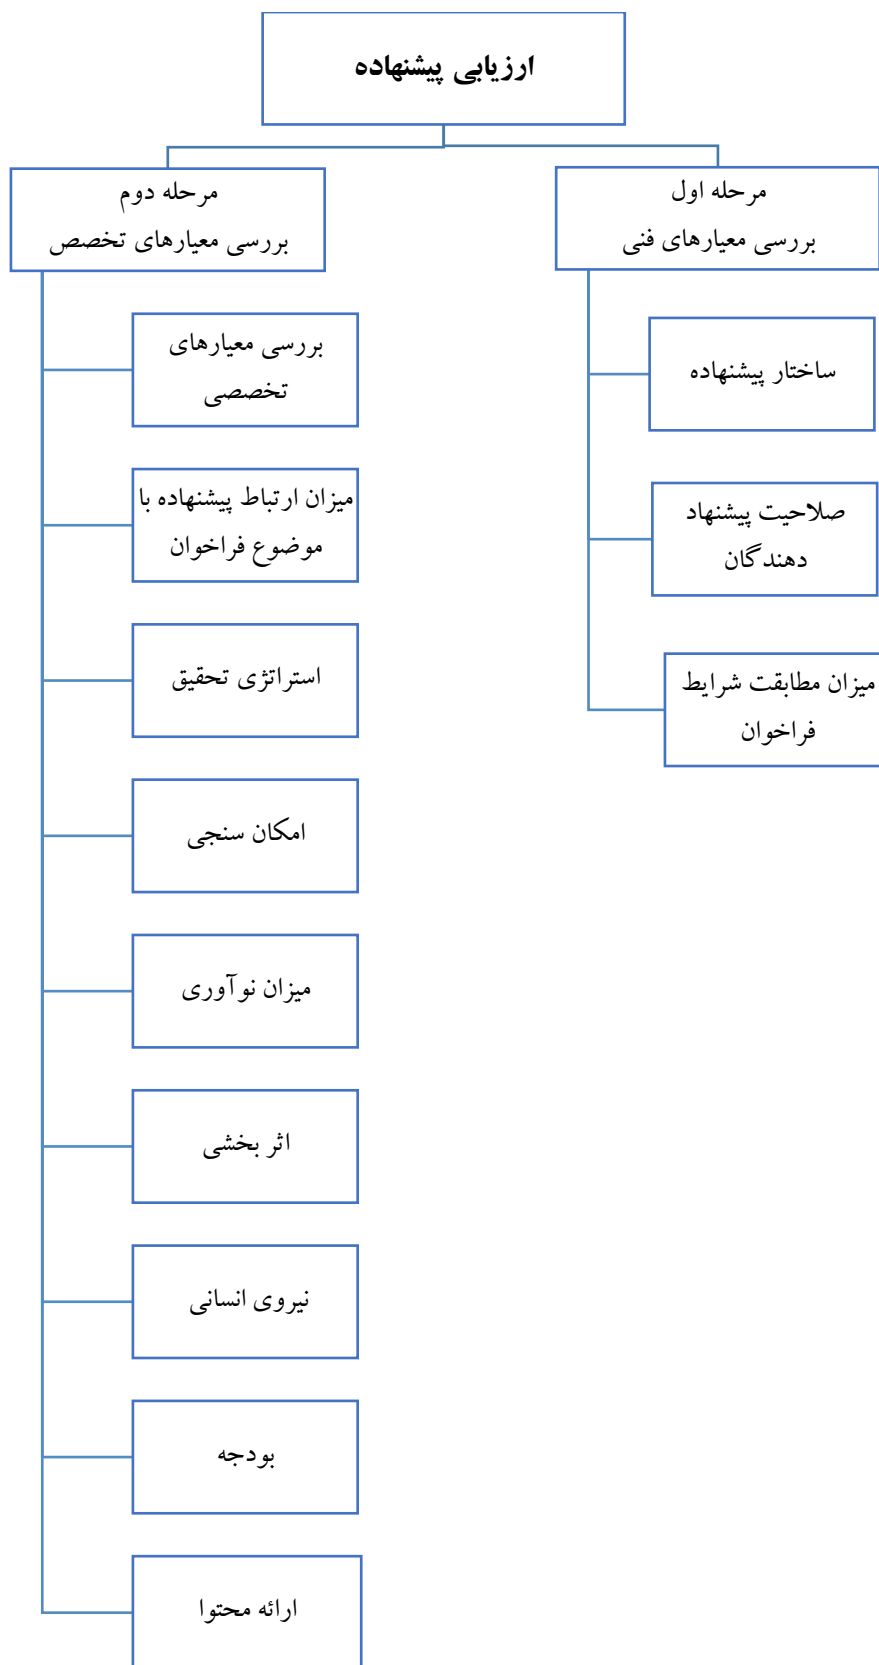 ارزیابی پیشنهاده
مرحله اول
بررسی معیارهای فنی
ساختار پیشنهاده
صلاحیت پیشنهاد
دهندگان
میزان مطابقت شرایط
فراخوان
مرحله دوم
بررسی معیارهای تخصص
بررسی معیارهای
تخصصی
میزان ارتباط پیشنهاده با
موضوع فراخوان
استراتژی تحقیق
امکان سنجی
میزان نوآوری
اثر بخشی
نیروی انسانی
بودجه
ارائه محتوا